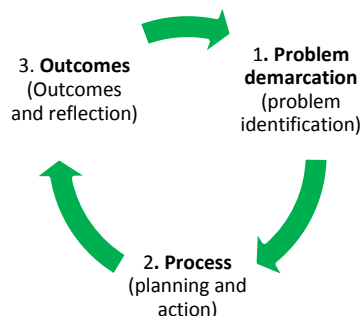 1. Problem
demarcation
(problem
identification)
2. Process
(planning and
action)
3. Outcomes
(Outcomes
and reflection)